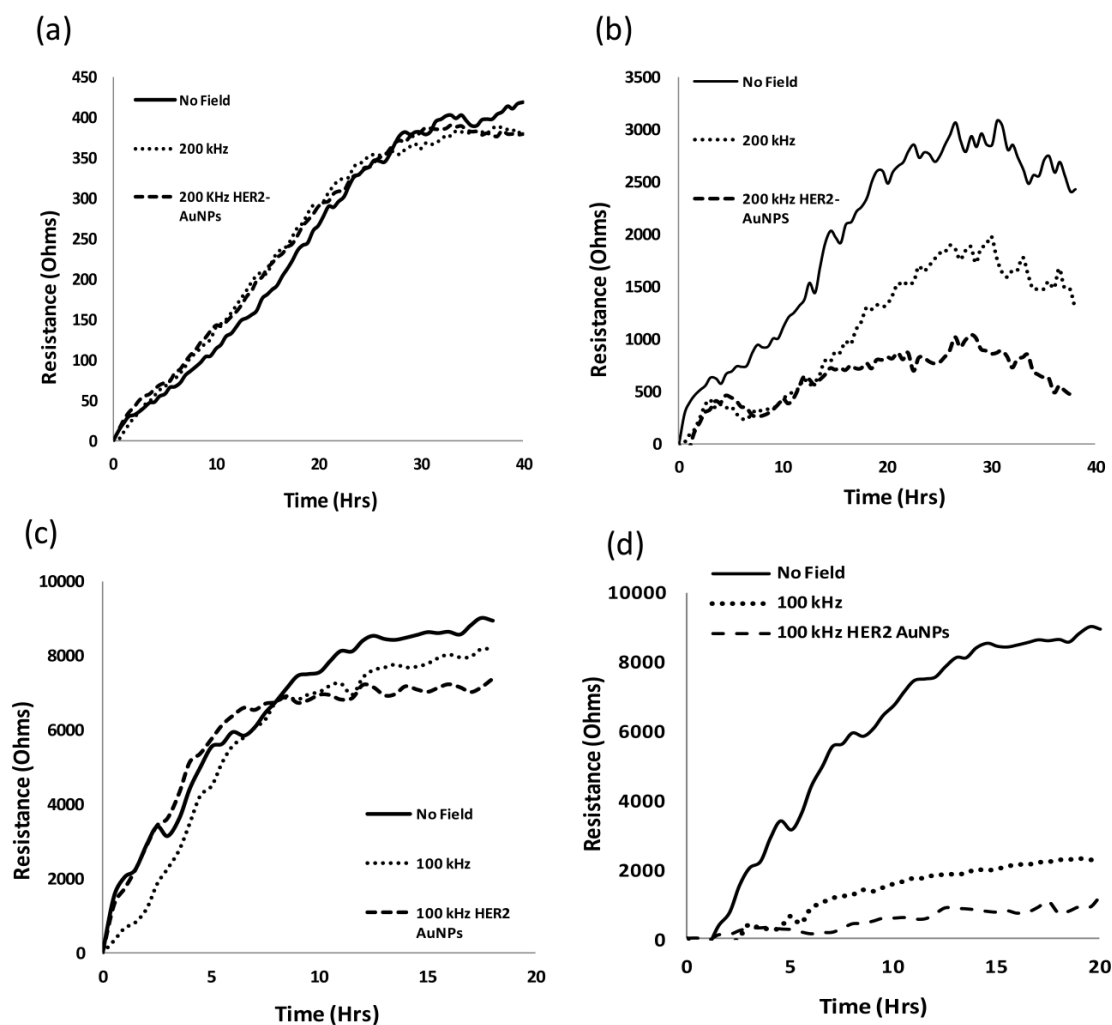 (a)
450
400
350
300
250
200
150
100
50
0
Resistance (Ohms)
No Field
200 kHz
200 KHz HER2-
AuNPs
0 10 20 30 40
Time (Hrs)
(b)
3500
3000
2500
2000
1500
1000
500
0
Resistance (Ohms)
No Field
200 kHz
200 kHz HER2-
AuNPS
0 10 20 30 40
Time (Hrs)
(c)
10000
8000
6000
4000
2000
0
Resistance (Ohms)
No Field
100 kHz
100 kHz HER2
AuNPs
0 5 10 15 20
Time (Hrs)
(d)
No Field
100 kHz
100 kHz HER2 AuNPs
10000
8000
6000
4000
2000
0
Resistance (Ohms)
0 5 10 15 20
Time (Hrs)